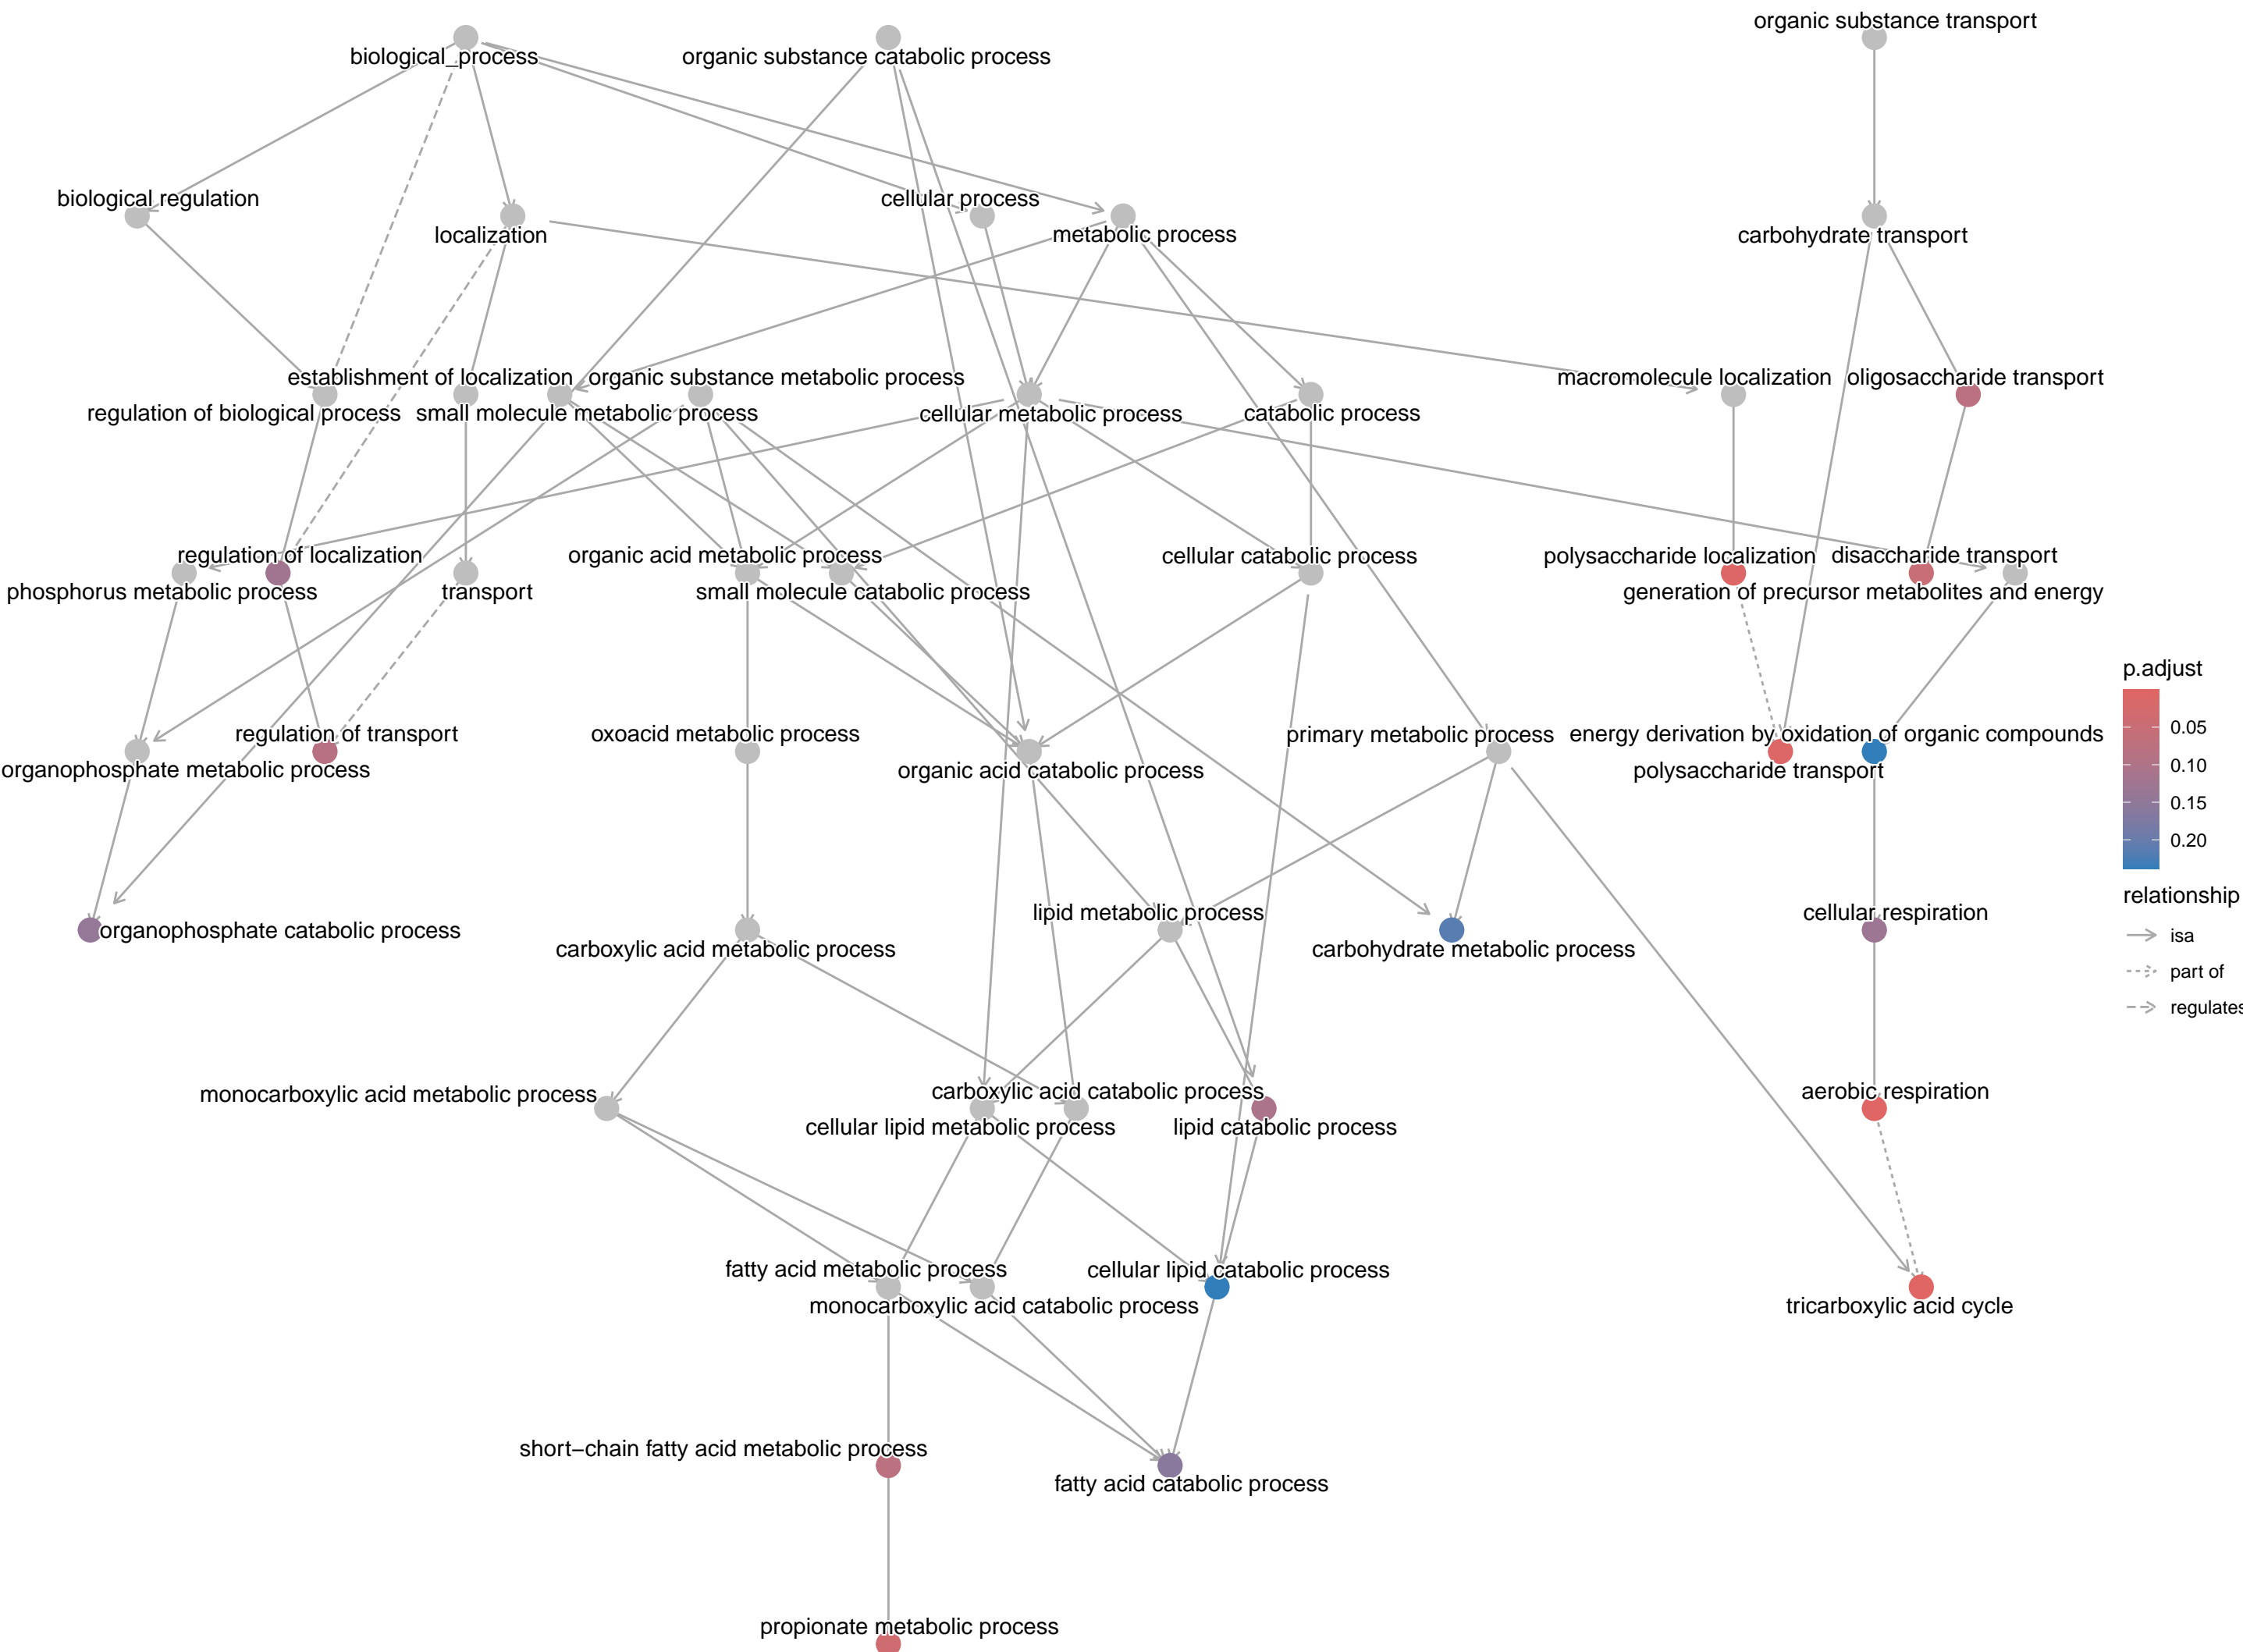 organic substance transport
biological_process
organic substance catabolic process
biological regulation
cellular process
localization
metabolic process
carbohydrate transport
establishment of localization
organic substance metabolic process
macromolecule localization
oligosaccharide transport
regulation of biological process
small molecule metabolic process
cellular metabolic process
catabolic process
regulation of localization
organic acid metabolic process
cellular catabolic process
polysaccharide localization
disaccharide transport
phosphorus metabolic process
transport
small molecule catabolic process
generation of precursor metabolites and energy
p.adjust
0.05
0.10
0.15
0.20
regulation of transport
oxoacid metabolic process
primary metabolic process
energy derivation by oxidation of organic compounds
organophosphate metabolic process
organic acid catabolic process
polysaccharide transport
relationship
isa
part of
regulates
lipid metabolic process
cellular respiration
organophosphate catabolic process
carboxylic acid metabolic process
carbohydrate metabolic process
monocarboxylic acid metabolic process
carboxylic acid catabolic process
aerobic respiration
cellular lipid metabolic process
lipid catabolic process
fatty acid metabolic process
cellular lipid catabolic process
monocarboxylic acid catabolic process
tricarboxylic acid cycle
short−chain fatty acid metabolic process
fatty acid catabolic process
propionate metabolic process